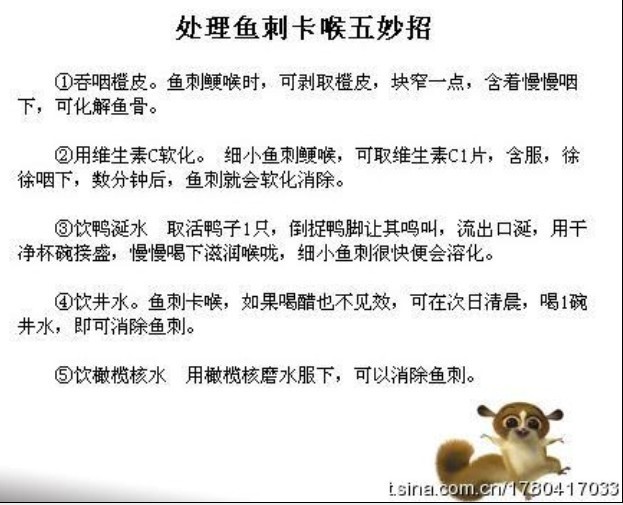 处理鱼刺卡喉五妙招
①吞咽橙皮。鱼刺鲠喉时，可剥取橙皮，块窄一点，含着慢慢咽
下，可化解鱼骨。
②用维生素C软化。 细小鱼刺鲠喉，可取维生素C1片，含服，徐
徐咽下，数分钟后，鱼刺就会软化消除。
③饮鸭涎水 取活鸭子1只，倒捉鸭脚让其鸣叫，流出口涎，用干
净杯碗接盛，慢慢喝下滋润喉咙，细小鱼刺很快便会溶化。
④饮井水。鱼刺卡喉，如果喝醋也不见效，可在次日清晨，喝1碗
井水，即可消除鱼刺。
⑤饮橄榄核水 用橄榄核磨水服下，可以消除鱼刺。
t.sina.com.cn/1780417033